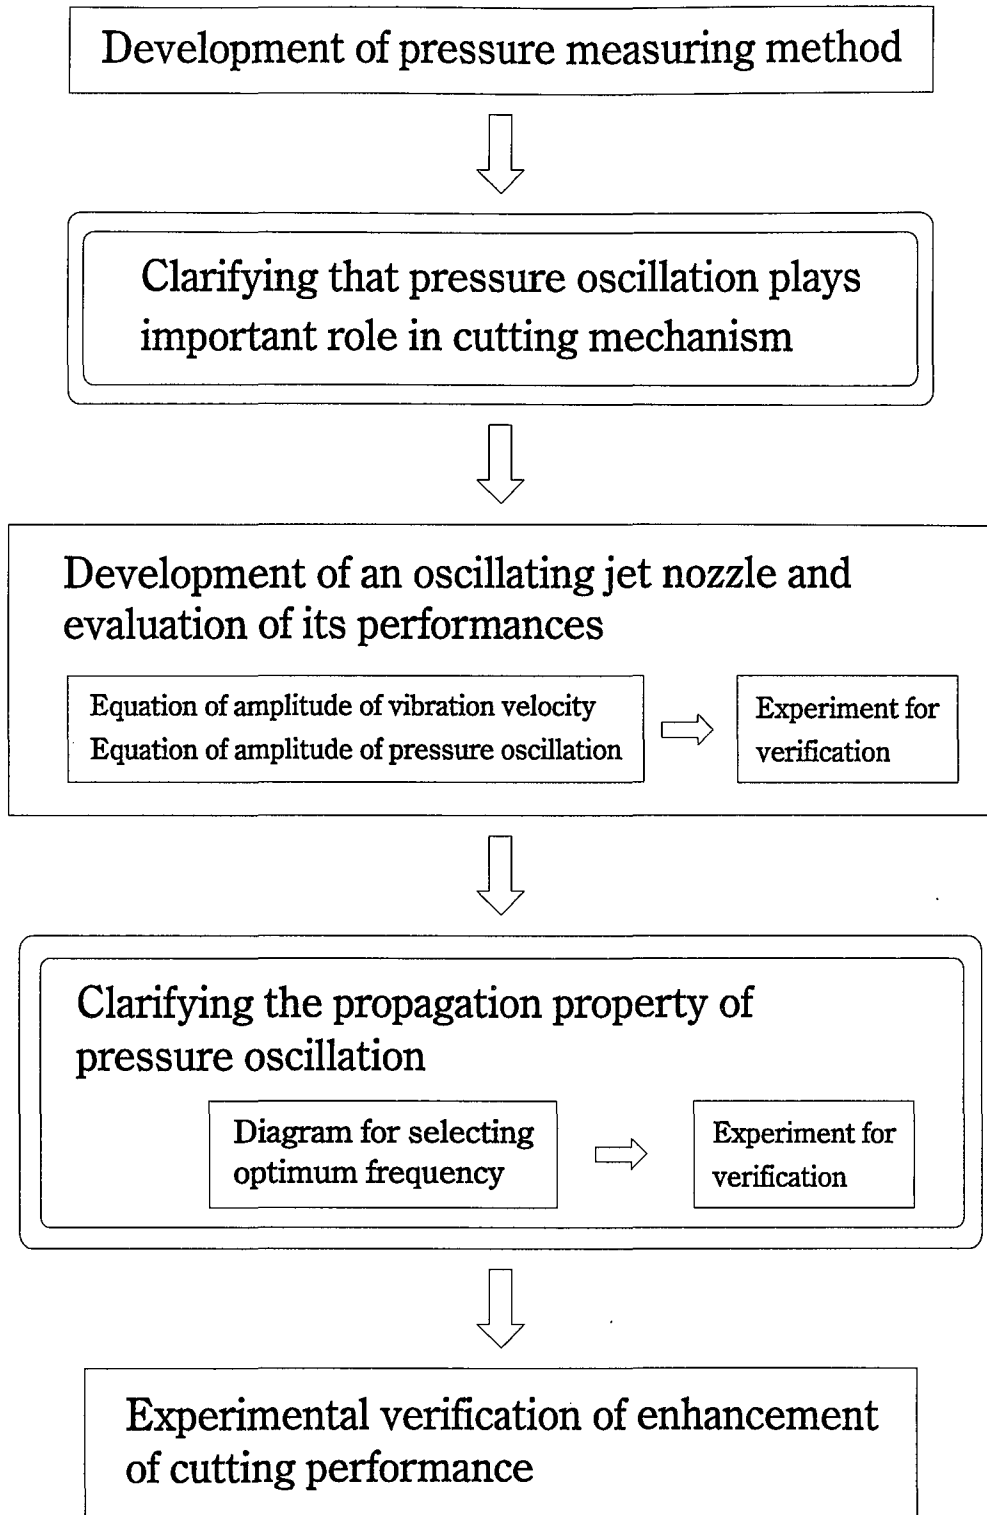 Development of pressure measuring method
Clarifying that pressure oscillation plays
important role in cutting mechanism
Development of an oscillating jet nozzle and
evaluation of its performances
Equation of amplitude of vibration velocity
Equation of amplitude of pressure oscillation
Experiment for
verification
Clarifying the propagation property of
pressure oscillation
Diagram for selecting
optimum frequency
Experiment for
verification
Experimental verification of enhancement
of cutting performance